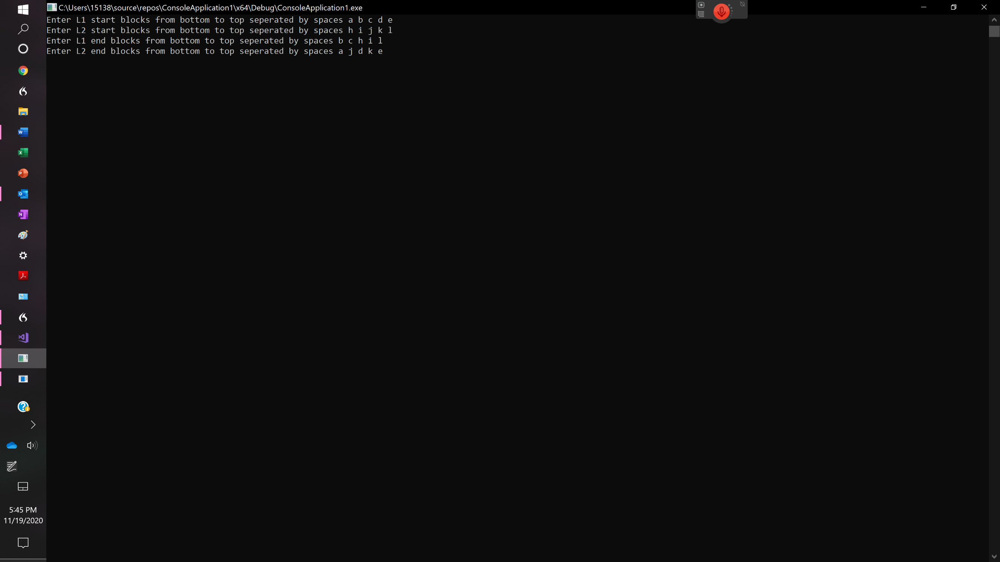 C:\Users\15138\source\repos\ConsoleApplication1\x64\Debug\ConsoleApplication1.exe
Enter L1 start blocks from bottom to top seperated by spaces a b c d e
Enter L2 start blocks from bottom to top seperated by spaces h i j k l
Enter L1 end blocks from bottom to top seperated by spaces b c h i l
Enter L2 end blocks from bottom to top seperated by spaces a j d k e
5:45 PM
11/19/2020